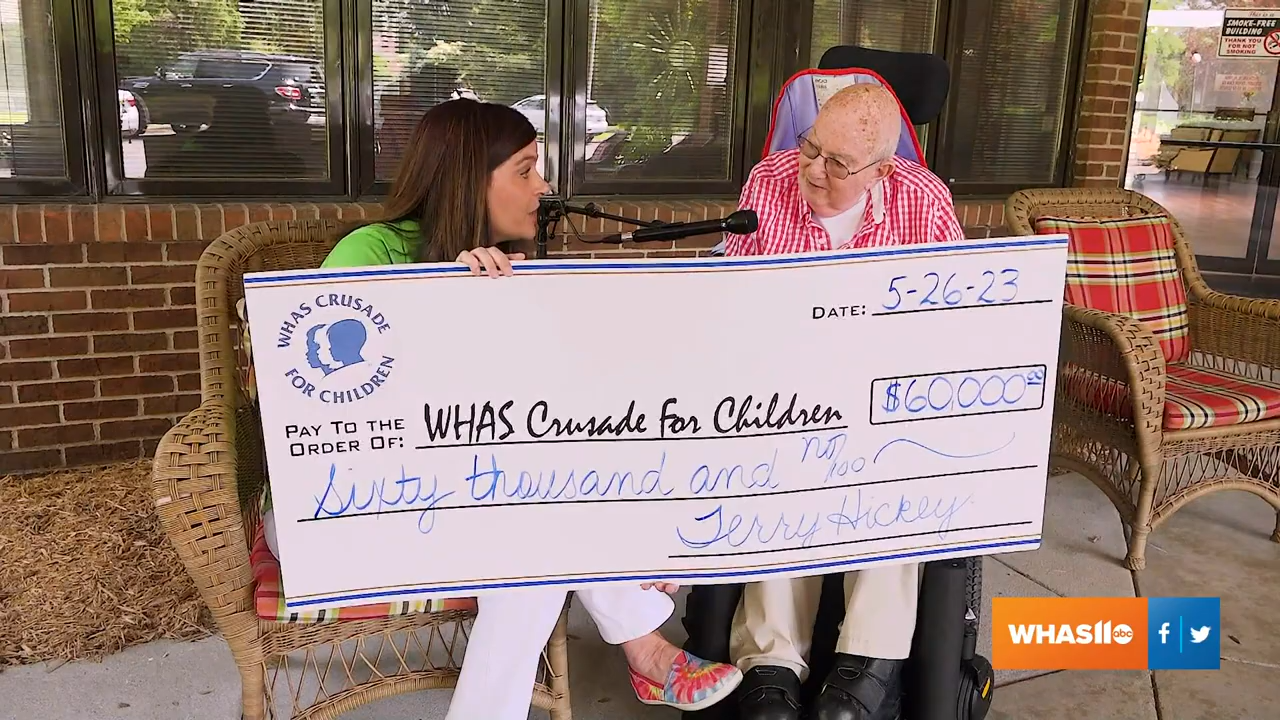 SMOKE-FREE
BUILDING
THANK YOU
FOR NOT
SMOKING
WHAS CRUSADE
FOR CHILDREN
DATE: 5-26-23
$60,000.00
PAY TO THE
ORDER OF: WHAS Crusade For Children
Sixty thousand and no/100
Terry Hickey
WHAS11 abc